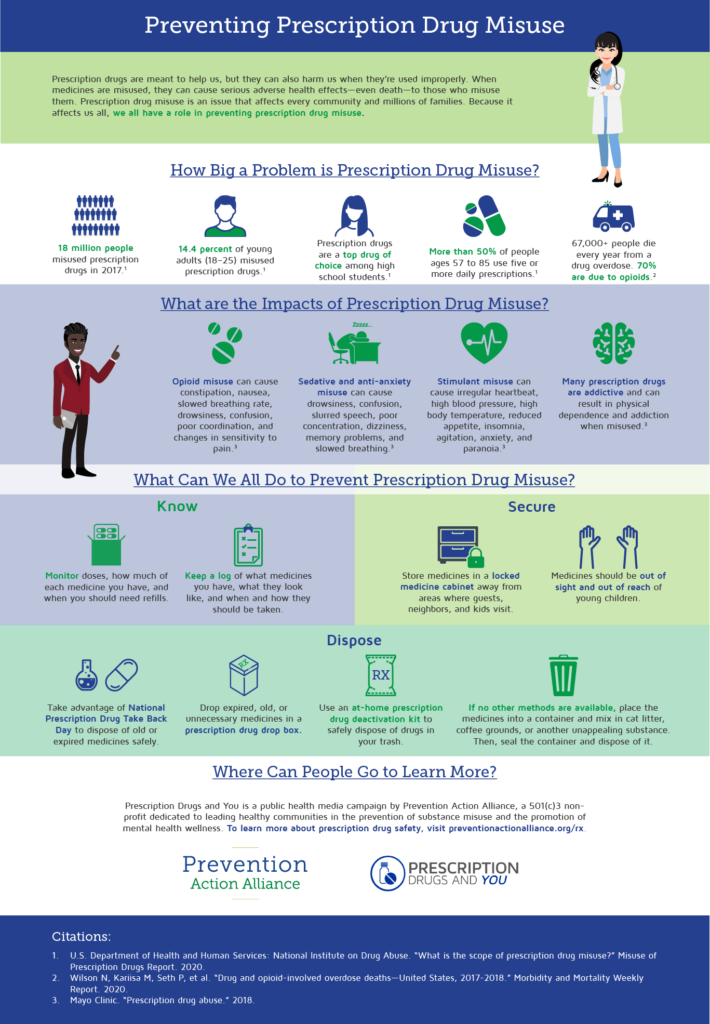 Preventing Prescription Drug Misuse
Prescription drugs are meant to help us, but they can also harm us when they're used improperly. When
medicines are misused, they can cause serious adverse health effects—even death—to those who misuse
them. Prescription drug misuse is an issue that affects every community and millions of families. Because it
affects us all, we all have a role in preventing prescription drug misuse.
How Big a Problem is Prescription Drug Misuse?
18 million people
misused prescription
drugs in 2017.¹
14.4 percent of young
adults (18–25) misused
prescription drugs.¹
Prescription drugs
are a top drug of
choice among high
school students.¹
More than 50% of people
ages 57 to 85 use five or
more daily prescriptions.¹
67,000+ people die
every year from a
drug overdose. 70%
are due to opioids.²
What are the Impacts of Prescription Drug Misuse?
Opioid misuse can cause
constipation, nausea,
slowed breathing rate,
drowsiness, confusion,
poor coordination, and
changes in sensitivity to
pain.³
Zzzzz...
Sedative and anti-anxiety
misuse can cause
drowsiness, confusion,
slurred speech, poor
concentration, dizziness,
memory problems, and
slowed breathing.³
Stimulant misuse can
cause irregular heartbeat,
high blood pressure, high
body temperature, reduced
appetite, insomnia,
agitation, anxiety, and
paranoia.³
Many prescription drugs
are addictive and can
result in physical
dependence and addiction
when misused.³
What Can We All Do to Prevent Prescription Drug Misuse?
Know
Monitor doses, how much of
each medicine you have, and
when you should need refills.
Keep a log of what medicines
you have, what they look
like, and when and how they
should be taken.
Secure
Store medicines in a locked
medicine cabinet away from
areas where guests,
neighbors, and kids visit.
Medicines should be out of
sight and out of reach of
young children.
Dispose
Take advantage of National
Prescription Drug Take Back
Day to dispose of old or
expired medicines safely.
RX
Drop expired, old, or
unnecessary medicines in a
prescription drug drop box.
RX
Use an at-home prescription
drug deactivation kit to
safely dispose of drugs in
your trash.
If no other methods are available, place the
medicines into a container and mix in cat litter,
coffee grounds, or another unappealing substance.
Then, seal the container and dispose of it.
Where Can People Go to Learn More?
Prescription Drugs and You is a public health media campaign by Prevention Action Alliance, a 501(c)3 non-
profit dedicated to leading healthy communities in the prevention of substance misuse and the promotion of
mental health wellness. To learn more about prescription drug safety, visit preventionactionalliance.org/rx.
Prevention
Action Alliance
PRESCRIPTION
DRUGS AND YOU
Citations:
1. U.S. Department of Health and Human Services: National Institute on Drug Abuse. "What is the scope of prescription drug misuse?" Misuse of
Prescription Drugs Report. 2020.
2. Wilson N, Kariisa M, Seth P, et al. "Drug and opioid-involved overdose deaths—United States, 2017-2018." Morbidity and Mortality Weekly
Report. 2020.
3. Mayo Clinic. "Prescription drug abuse." 2018.